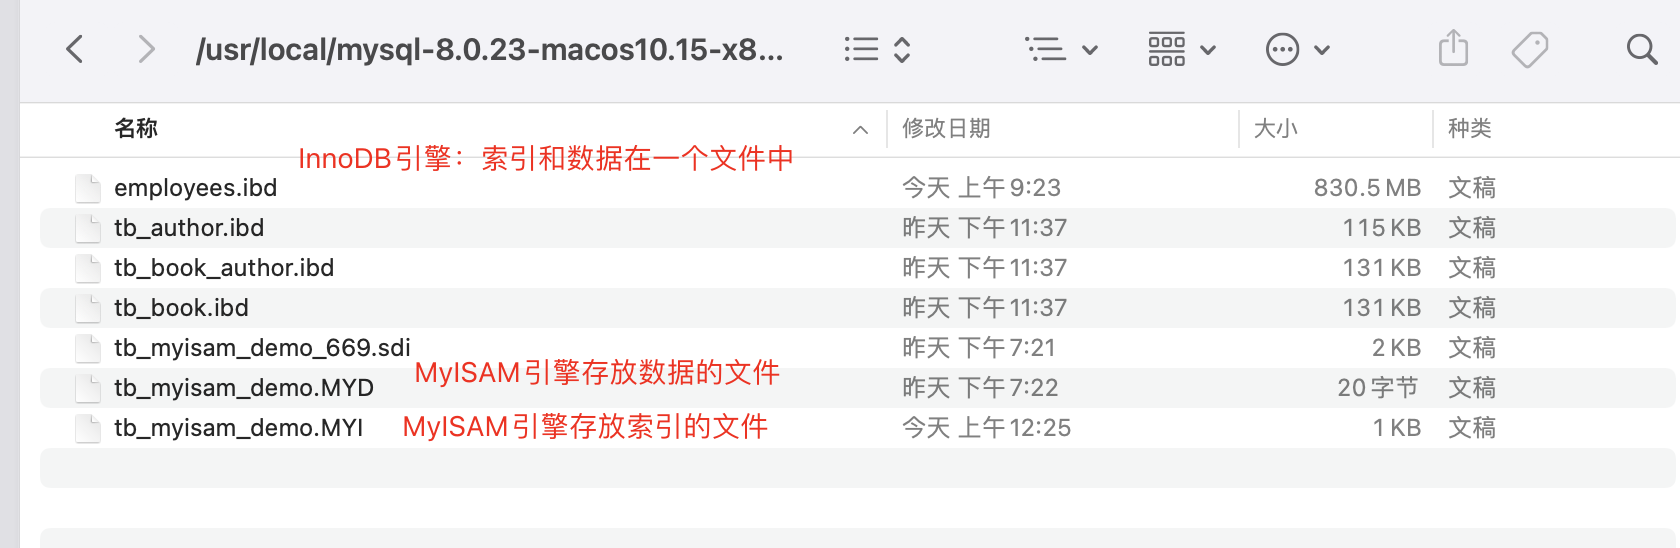 /usr/local/mysql-8.0.23-macos10.15-x8...
名称 修改日期 大小 种类
InnoDB引擎：索引和数据在一个文件中
employees.ibd 今天 上午9:23 830.5 MB 文稿
tb_author.ibd 昨天 下午11:37 115 KB 文稿
tb_book_author.ibd 昨天 下午11:37 131 KB 文稿
tb_book.ibd 昨天 下午11:37 131 KB 文稿
tb_myisam_demo_669.sdi 昨天 下午7:21 2 KB 文稿
MyISAM引擎存放数据的文件
tb_myisam_demo.MYD 昨天 下午7:22 20字节 文稿
tb_myisam_demo.MYI MyISAM引擎存放索引的文件 今天 上午12:25 1 KB 文稿